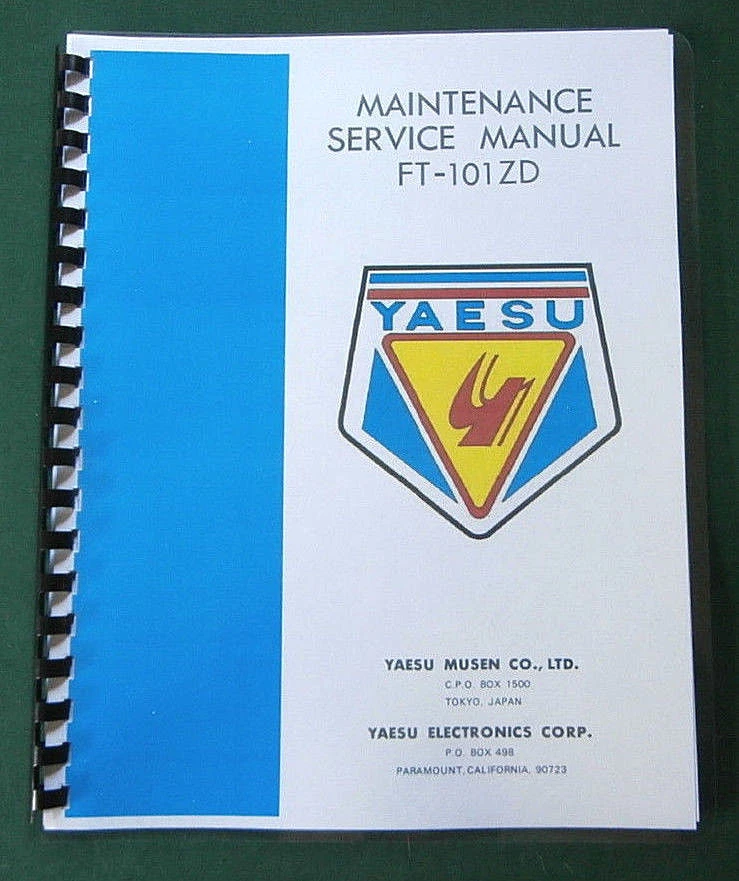 MAINTENANCE
SERVICE MANUAL
FT-101ZD
YAESU
YAESU MUSEN CO., LTD.
C.P.O. BOX 1500
TOKYO, JAPAN
YAESU ELECTRONICS CORP.
P.O. BOX 498
PARAMOUNT, CALIFORNIA, 90723